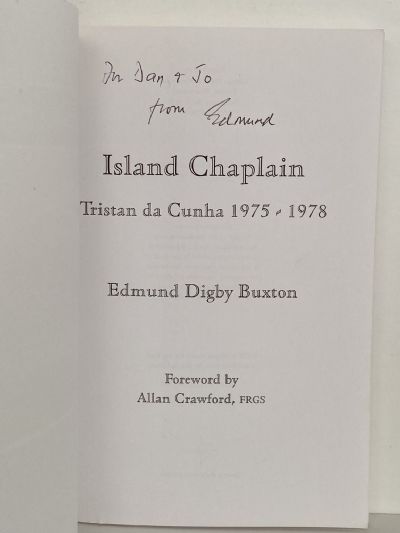 For Dan & Jo
from Edmund
Island Chaplain
Tristan da Cunha 1975 - 1978
Edmund Digby Buxton
Foreword by
Allan Crawford, FRGS